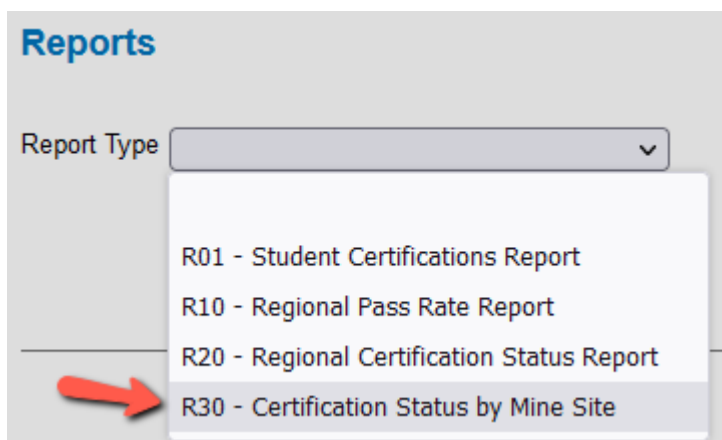 Reports
Report Type
R01 - Student Certifications Report
R10 - Regional Pass Rate Report
R20 - Regional Certification Status Report
R30 - Certification Status by Mine Site